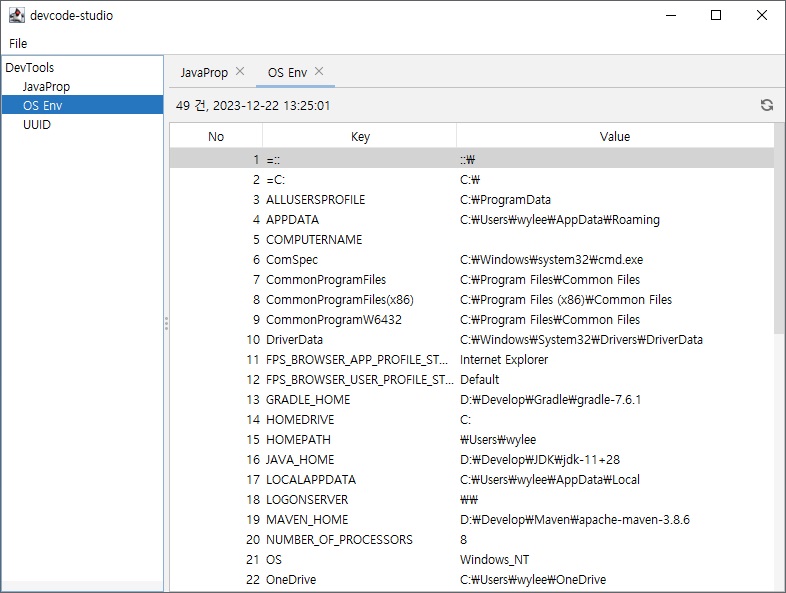 devcode-studio
File
DevTools
JavaProp
OS Env
UUID
JavaProp OS Env
49 건, 2023-12-22 13:25:01
No Key Value
1 =:: ::₩
2 =C: C:₩
3 ALLUSERSPROFILE C:₩ProgramData
4 APPDATA C:₩Users₩wylee₩AppData₩Roaming
5 COMPUTERNAME
6 ComSpec C:₩Windows₩system32₩cmd.exe
7 CommonProgramFiles C:₩Program Files₩Common Files
8 CommonProgramFiles(x86) C:₩Program Files (x86)₩Common Files
9 CommonProgramW6432 C:₩Program Files₩Common Files
10 DriverData C:₩Windows₩System32₩Drivers₩DriverData
11 FPS_BROWSER_APP_PROFILE_ST... Internet Explorer
12 FPS_BROWSER_USER_PROFILE_ST... Default
13 GRADLE_HOME D:₩Develop₩Gradle₩gradle-7.6.1
14 HOMEDRIVE C:
15 HOMEPATH ₩Users₩wylee
16 JAVA_HOME D:₩Develop₩JDK₩jdk-11+28
17 LOCALAPPDATA C:₩Users₩wylee₩AppData₩Local
18 LOGONSERVER ₩₩
19 MAVEN_HOME D:₩Develop₩Maven₩apache-maven-3.8.6
20 NUMBER_OF_PROCESSORS 8
21 OS Windows_NT
22 OneDrive C:₩Users₩wylee₩OneDrive